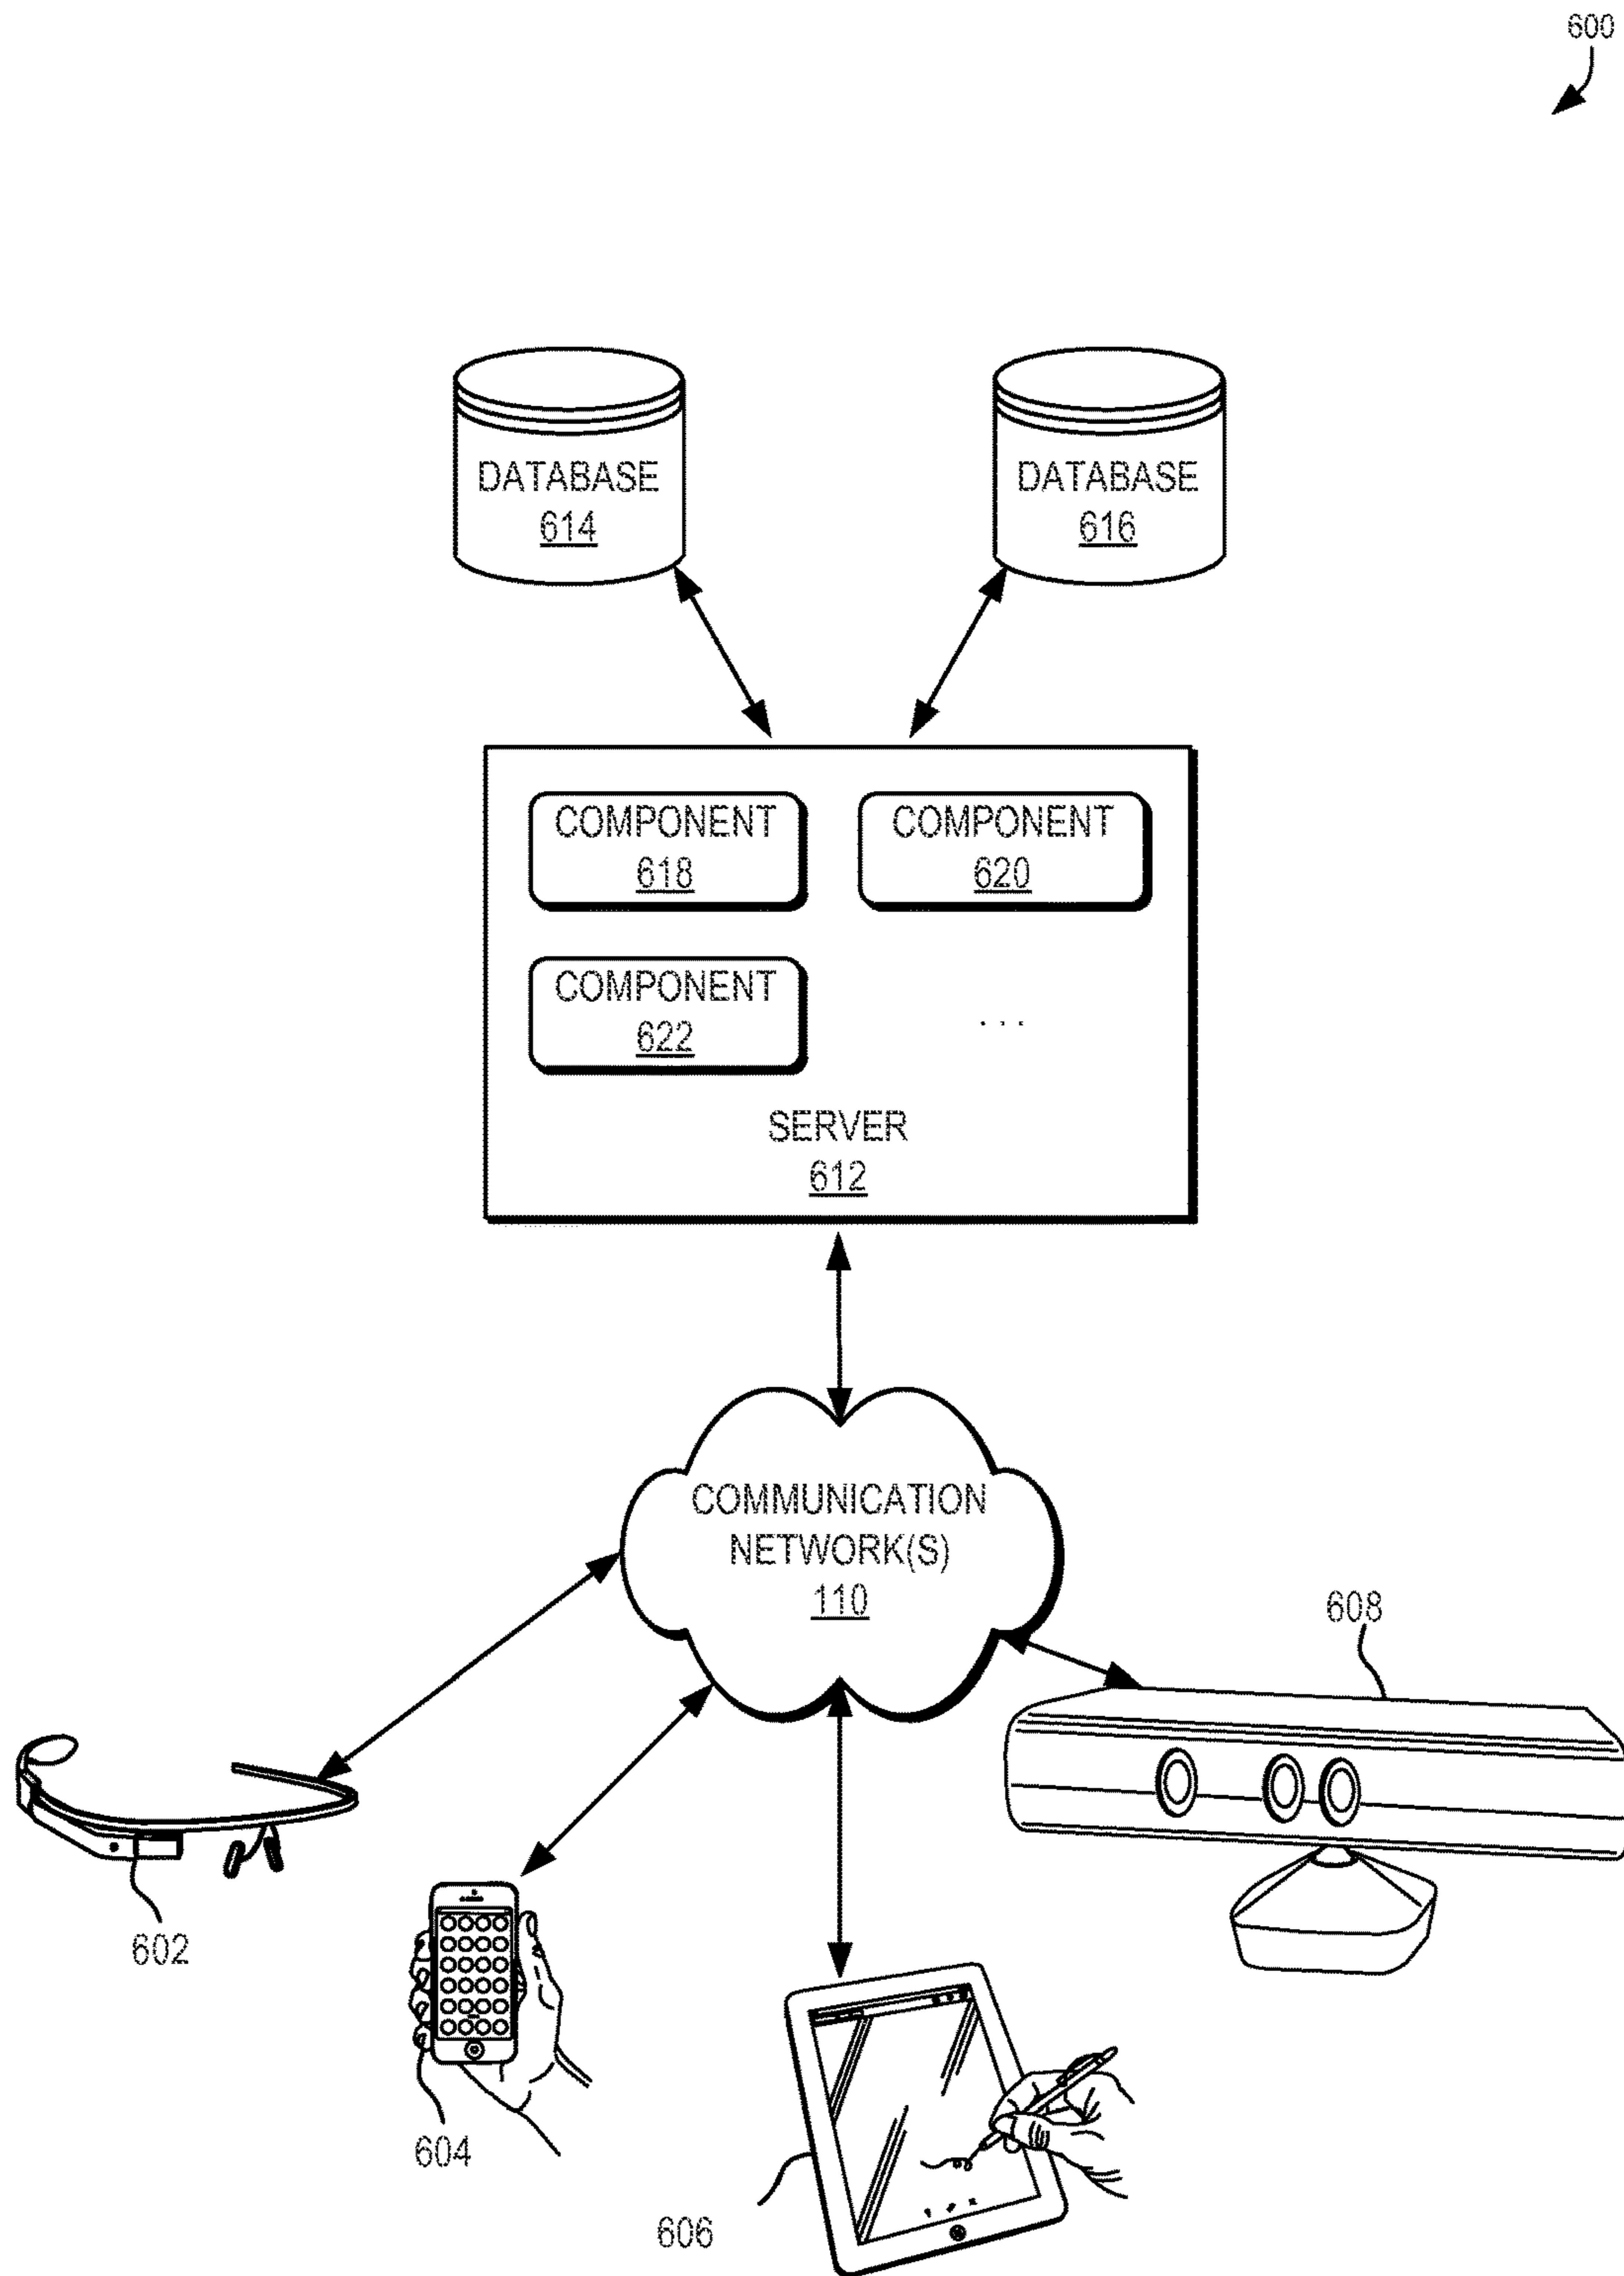 600
DATABASE
614
DATABASE
616
COMPONENT
618
COMPONENT
620
COMPONENT
622
. . .
SERVER
612
COMMUNICATION
NETWORK(S)
110
608
602
604
606